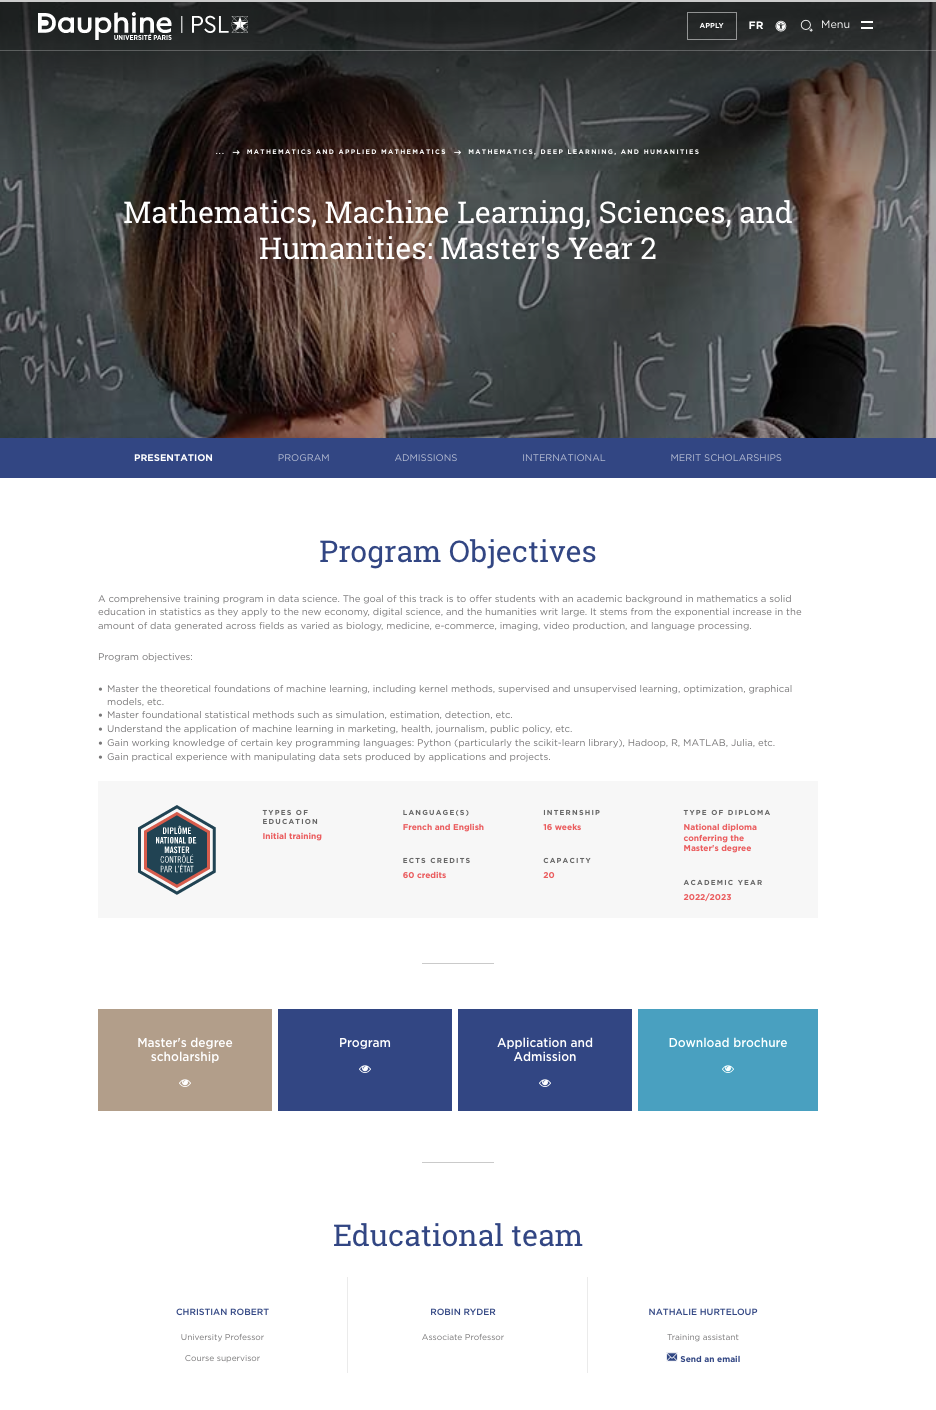 Dauphine | PSL
UNIVERSITÉ PARIS
APPLY
FR
Menu
... → MATHEMATICS AND APPLIED MATHEMATICS → MATHEMATICS, DEEP LEARNING, AND HUMANITIES
Mathematics, Machine Learning, Sciences, and
Humanities: Master's Year 2
PRESENTATION
PROGRAM
ADMISSIONS
INTERNATIONAL
MERIT SCHOLARSHIPS
Program Objectives
A comprehensive training program in data science. The goal of this track is to offer students with an academic background in mathematics a solid
education in statistics as they apply to the new economy, digital science, and the humanities writ large. It stems from the exponential increase in the
amount of data generated across fields as varied as biology, medicine, e-commerce, imaging, video production, and language processing.
Program objectives:
• Master the theoretical foundations of machine learning, including kernel methods, supervised and unsupervised learning, optimization, graphical
models, etc.
• Master foundational statistical methods such as simulation, estimation, detection, etc.
• Understand the application of machine learning in marketing, health, journalism, public policy, etc.
• Gain working knowledge of certain key programming languages: Python (particularly the scikit-learn library), Hadoop, R, MATLAB, Julia, etc.
• Gain practical experience with manipulating data sets produced by applications and projects.
DIPLÔME
NATIONAL DE
MASTER
CONTRÔLÉ
PAR L'ÉTAT
TYPES OF
EDUCATION
Initial training
LANGUAGE(S)
French and English
ECTS CREDITS
60 credits
INTERNSHIP
16 weeks
CAPACITY
20
TYPE OF DIPLOMA
National diploma
conferring the
Master's degree
ACADEMIC YEAR
2022/2023
Master's degree
scholarship
Program
Application and
Admission
Download brochure
Educational team
CHRISTIAN ROBERT
University Professor
Course supervisor
ROBIN RYDER
Associate Professor
NATHALIE HURTELOUP
Training assistant
Send an email